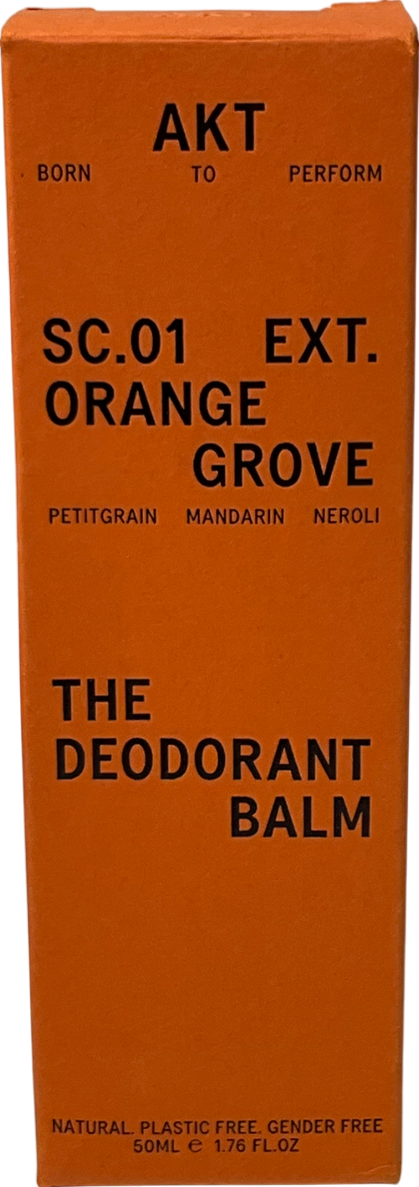 AKT
BORN TO PERFORM
SC.01 EXT.
ORANGE
GROVE
PETITGRAIN MANDARIN NEROLI
THE
DEODORANT
BALM
NATURAL. PLASTIC FREE. GENDER FREE
50ML ℮ 1.76 FL.OZ